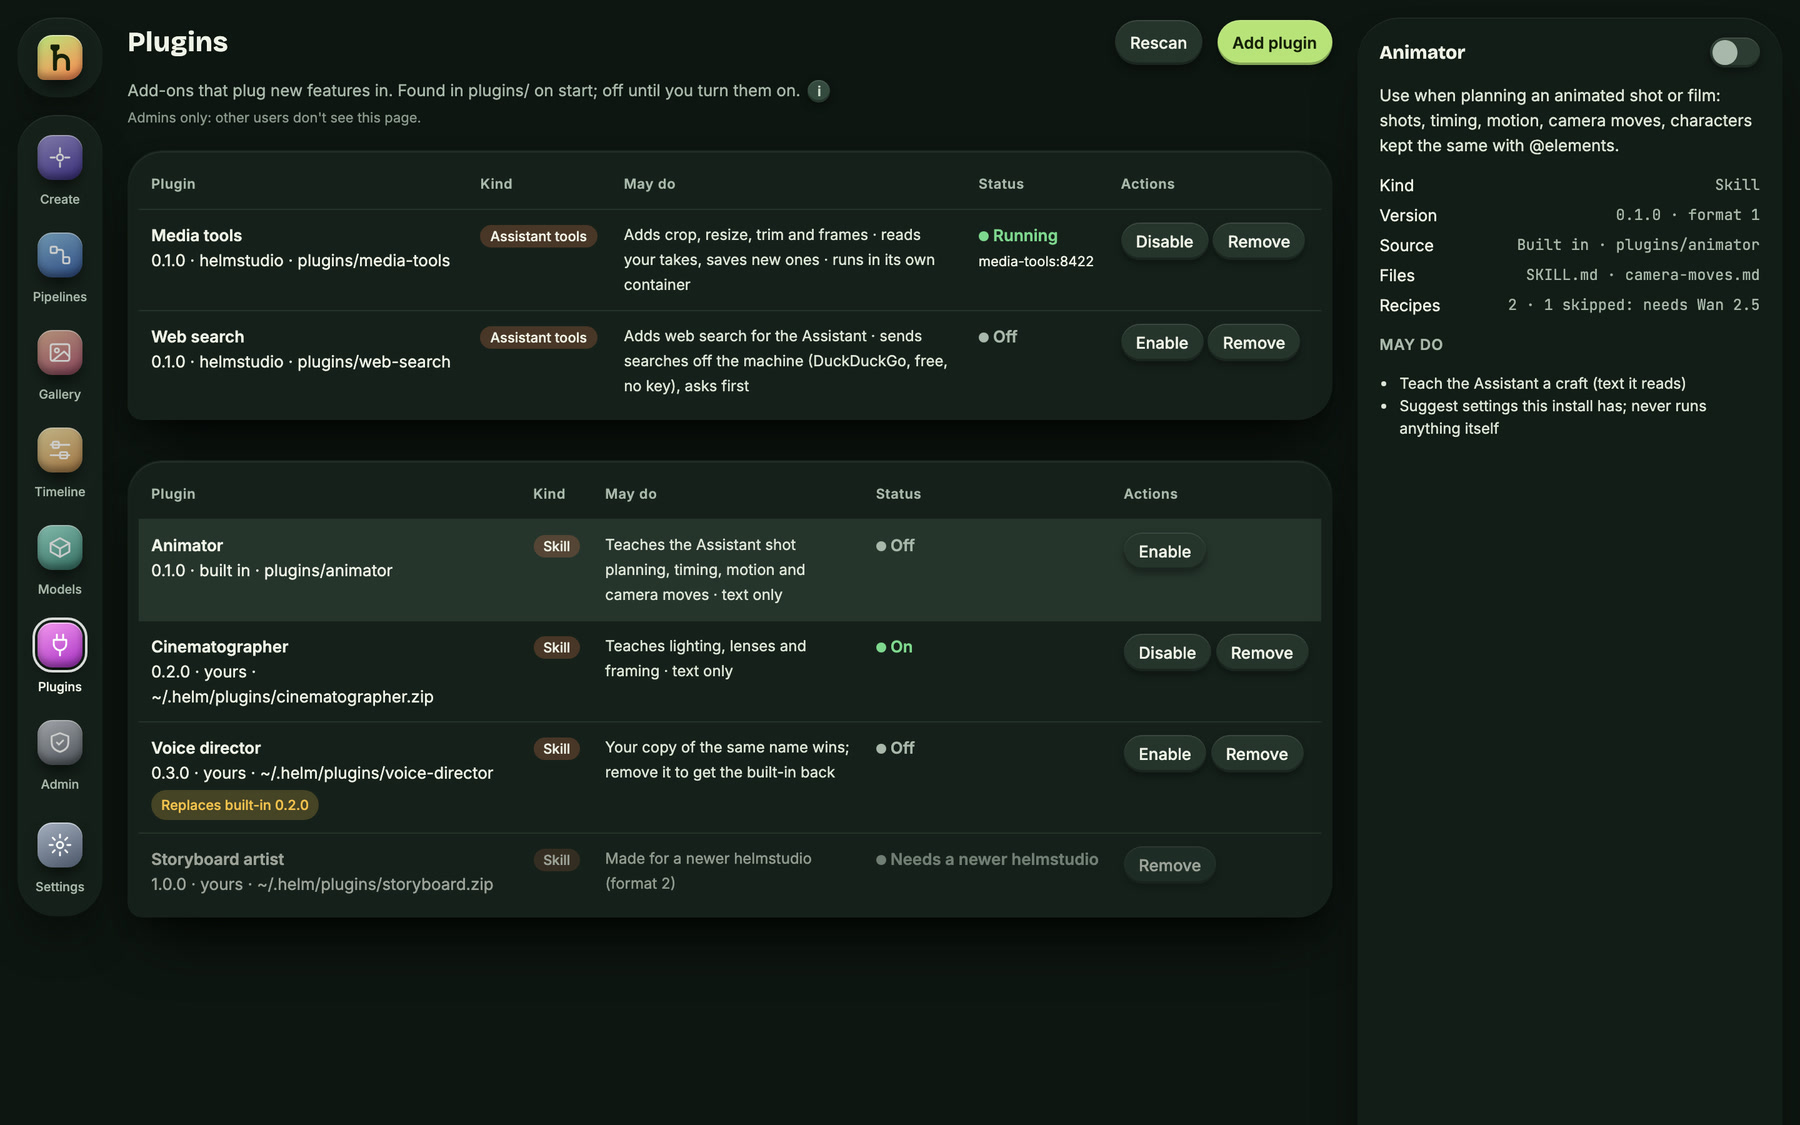 h
Create
Pipelines
Gallery
Timeline
Models
Plugins
Admin
Settings
Plugins
Rescan
Add plugin
Add-ons that plug new features in. Found in plugins/ on start; off until you turn them on. i
Admins only: other users don't see this page.
Plugin Kind May do Status Actions
Media tools
0.1.0 · helmstudio · plugins/media-tools
Assistant tools
Adds crop, resize, trim and frames · reads
your takes, saves new ones · runs in its own
container
Running
media-tools:8422
Disable Remove
Web search
0.1.0 · helmstudio · plugins/web-search
Assistant tools
Adds web search for the Assistant · sends
searches off the machine (DuckDuckGo, free,
no key), asks first
Off
Enable Remove
Plugin Kind May do Status Actions
Animator
0.1.0 · built in · plugins/animator
Skill
Teaches the Assistant shot
planning, timing, motion and
camera moves · text only
Off
Enable
Cinematographer
0.2.0 · yours ·
~/.helm/plugins/cinematographer.zip
Skill
Teaches lighting, lenses and
framing · text only
On
Disable Remove
Voice director
0.3.0 · yours · ~/.helm/plugins/voice-director
Replaces built-in 0.2.0
Skill
Your copy of the same name wins;
remove it to get the built-in back
Off
Enable Remove
Storyboard artist
1.0.0 · yours · ~/.helm/plugins/storyboard.zip
Skill
Made for a newer helmstudio
(format 2)
Needs a newer helmstudio
Remove
Animator
Use when planning an animated shot or film:
shots, timing, motion, camera moves, characters
kept the same with @elements.
Kind Skill
Version 0.1.0 · format 1
Source Built in · plugins/animator
Files SKILL.md · camera-moves.md
Recipes 2 · 1 skipped: needs Wan 2.5
MAY DO
• Teach the Assistant a craft (text it reads)
• Suggest settings this install has; never runs
anything itself